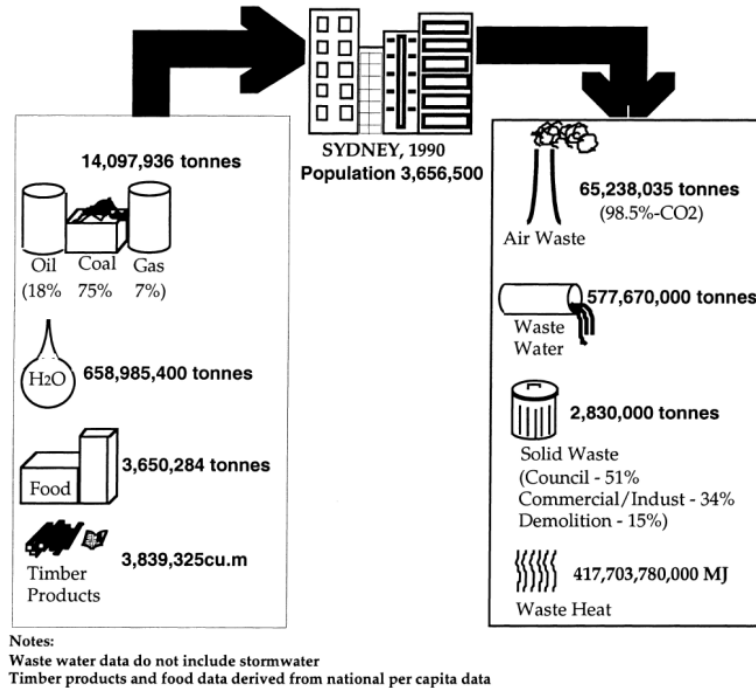 SYDNEY, 1990
Population 3,656,500
14,097,936 tonnes
Oil Coal Gas
(18% 75% 7%)
H2O 658,985,400 tonnes
Food 3,650,284 tonnes
3,839,325cu.m
Timber
Products
65,238,035 tonnes
(98.5%-CO2)
Air Waste
577,670,000 tonnes
Waste
Water
2,830,000 tonnes
Solid Waste
(Council - 51%
Commercial/Indust - 34%
Demolition - 15%)
417,703,780,000 MJ
Waste Heat
Notes:
Waste water data do not include stormwater
Timber products and food data derived from national per capita data